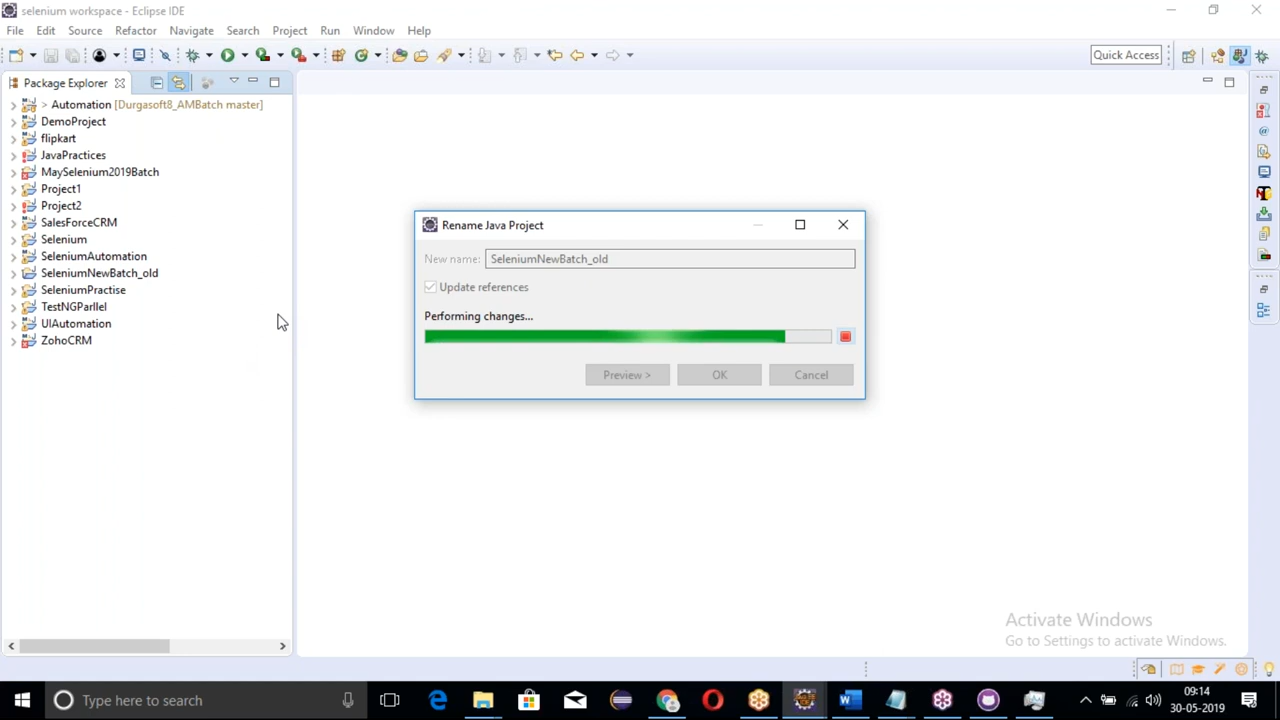 selenium workspace - Eclipse IDE
File Edit Source Refactor Navigate Search Project Run Window Help
Quick Access
Package Explorer
> Automation [Durgasoft8_AMBatch master]
DemoProject
flipkart
JavaPractices
MaySelenium2019Batch
Project1
Project2
SalesForceCRM
Selenium
SeleniumAutomation
SeleniumNewBatch_old
SeleniumPractise
TestNGParllel
UIAutomation
ZohoCRM
Rename Java Project
New name: SeleniumNewBatch_old
Update references
Performing changes...
Preview > OK Cancel
Activate Windows
Go to Settings to activate Windows.
Type here to search
09:14
30-05-2019